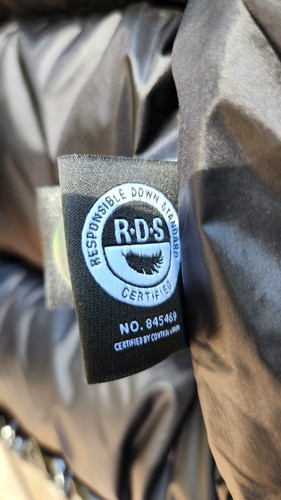 RESPONSIBLE DOWN STANDARD
R·D·S
CERTIFIED
NO. 845469
CERTIFIED BY CONTROL UNION